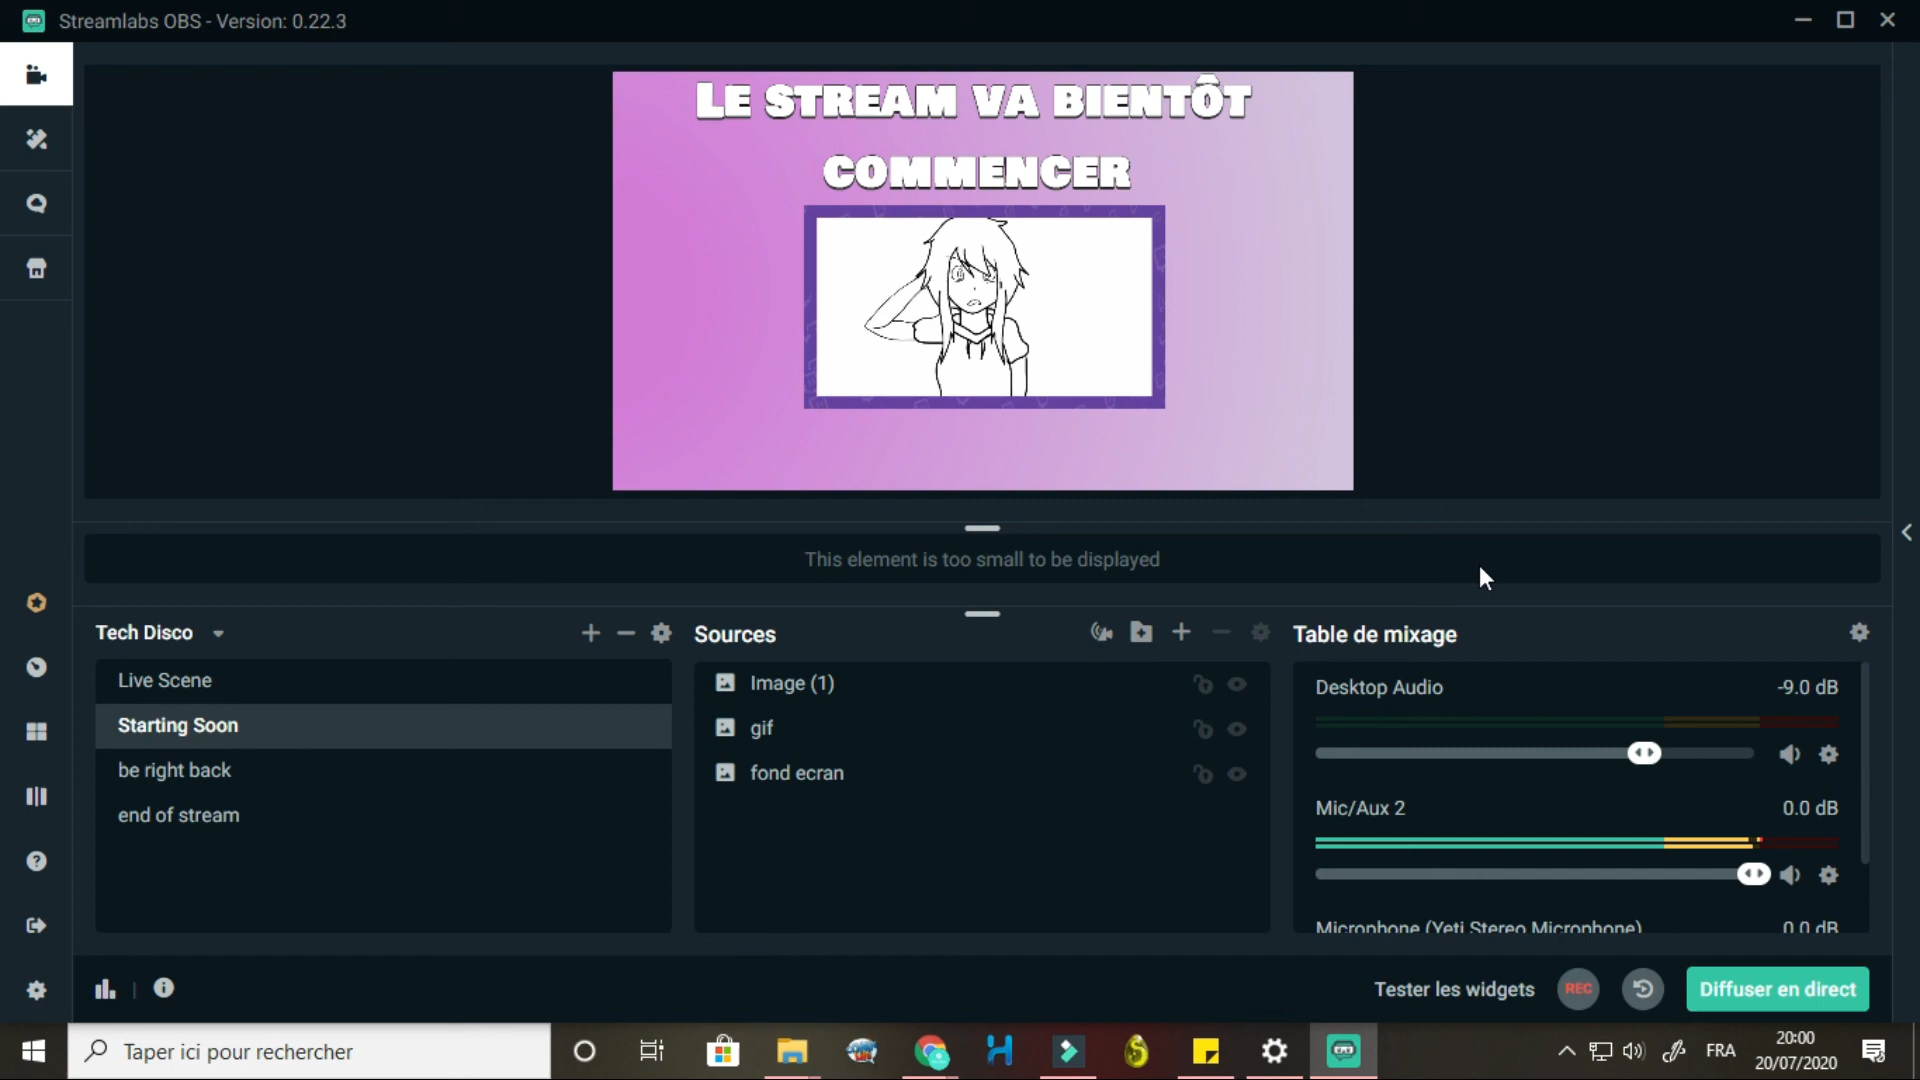 Streamlabs OBS - Version: 0.22.3
LE STREAM VA BIENTÔT
COMMENCER
This element is too small to be displayed
Tech Disco
Live Scene
Starting Soon
be right back
end of stream
Sources
Image (1)
gif
fond ecran
Table de mixage
Desktop Audio -9.0 dB
Mic/Aux 2 0.0 dB
Microphone (Yeti Stereo Microphone) 0.0 dB
Tester les widgets REC Diffuser en direct
Taper ici pour rechercher
FRA
20:00
20/07/2020